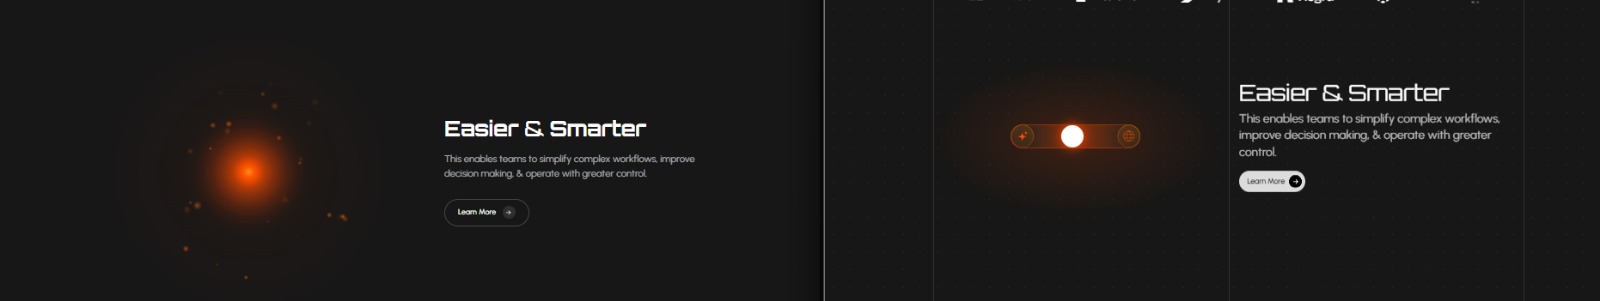 Easier & Smarter
This enables teams to simplify complex workflows, improve
decision making, & operate with greater control.
Learn More
Easier & Smarter
This enables teams to simplify complex workflows,
improve decision making, & operate with greater
control.
Learn More